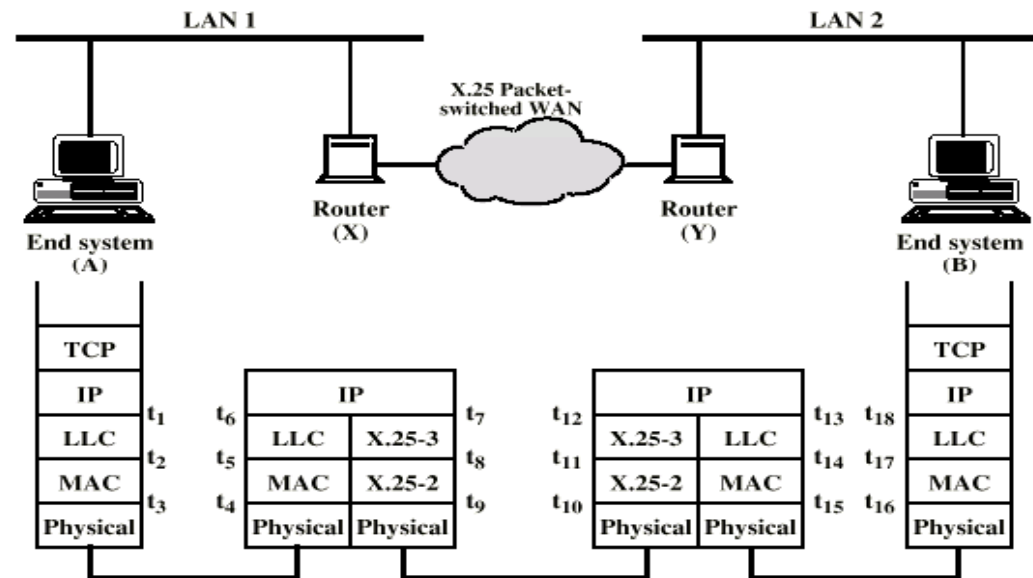 LAN 1
LAN 2
X.25 Packet-
switched WAN
Router
(X)
Router
(Y)
End system
(A)
End system
(B)
TCP
TCP
IP
IP
IP
IP
t1
t6
t7
t12
t13
t18
LLC
LLC
X.25-3
X.25-3
LLC
LLC
t2
t5
t8
t11
t14
t17
MAC
MAC
X.25-2
X.25-2
MAC
MAC
t3
t4
t9
t10
t15
t16
Physical
Physical
Physical
Physical
Physical
Physical